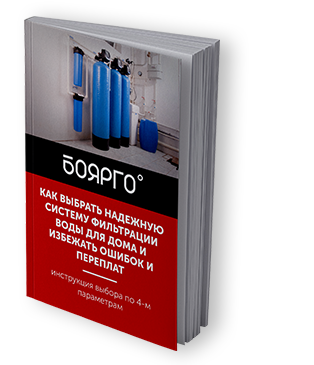 БОЯРГО°
КАК ВЫБРАТЬ НАДЕЖНУЮ
СИСТЕМУ ФИЛЬТРАЦИИ
ВОДЫ ДЛЯ ДОМА И
ИЗБЕЖАТЬ ОШИБОК И
ПЕРЕПЛАТ
инструкция выбора по 4-м
параметрам